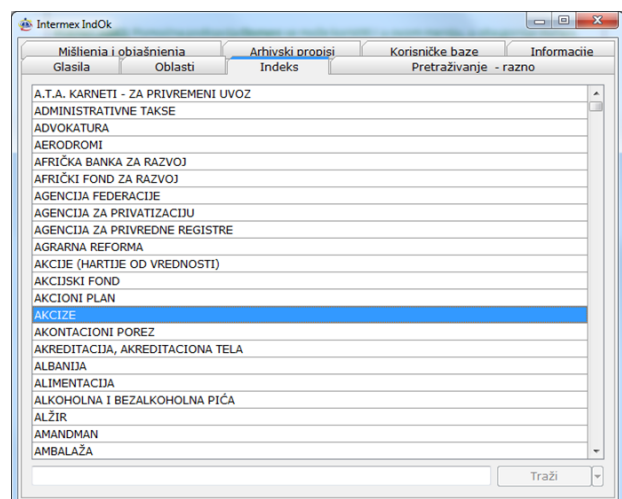 Intermex IndOk
Mišljenja i objašnjenja Arhivski propisi Korisničke baze Informacije
Glasila Oblasti Indeks Pretraživanje - razno
A.T.A. KARNETI - ZA PRIVREMENI UVOZ
ADMINISTRATIVNE TAKSE
ADVOKATURA
AERODROMI
AFRIČKA BANKA ZA RAZVOJ
AFRIČKI FOND ZA RAZVOJ
AGENCIJA FEDERACIJE
AGENCIJA ZA PRIVATIZACIJU
AGENCIJA ZA PRIVREDNE REGISTRE
AGRARNA REFORMA
AKCIJE (HARTIJE OD VREDNOSTI)
AKCIJSKI FOND
AKCIONI PLAN
AKCIZE
AKONTACIONI POREZ
AKREDITACIJA, AKREDITACIONA TELA
ALBANIJA
ALIMENTACIJA
ALKOHOLNA I BEZALKOHOLNA PIĆA
ALŽIR
AMANDMAN
AMBALAŽA
Traži